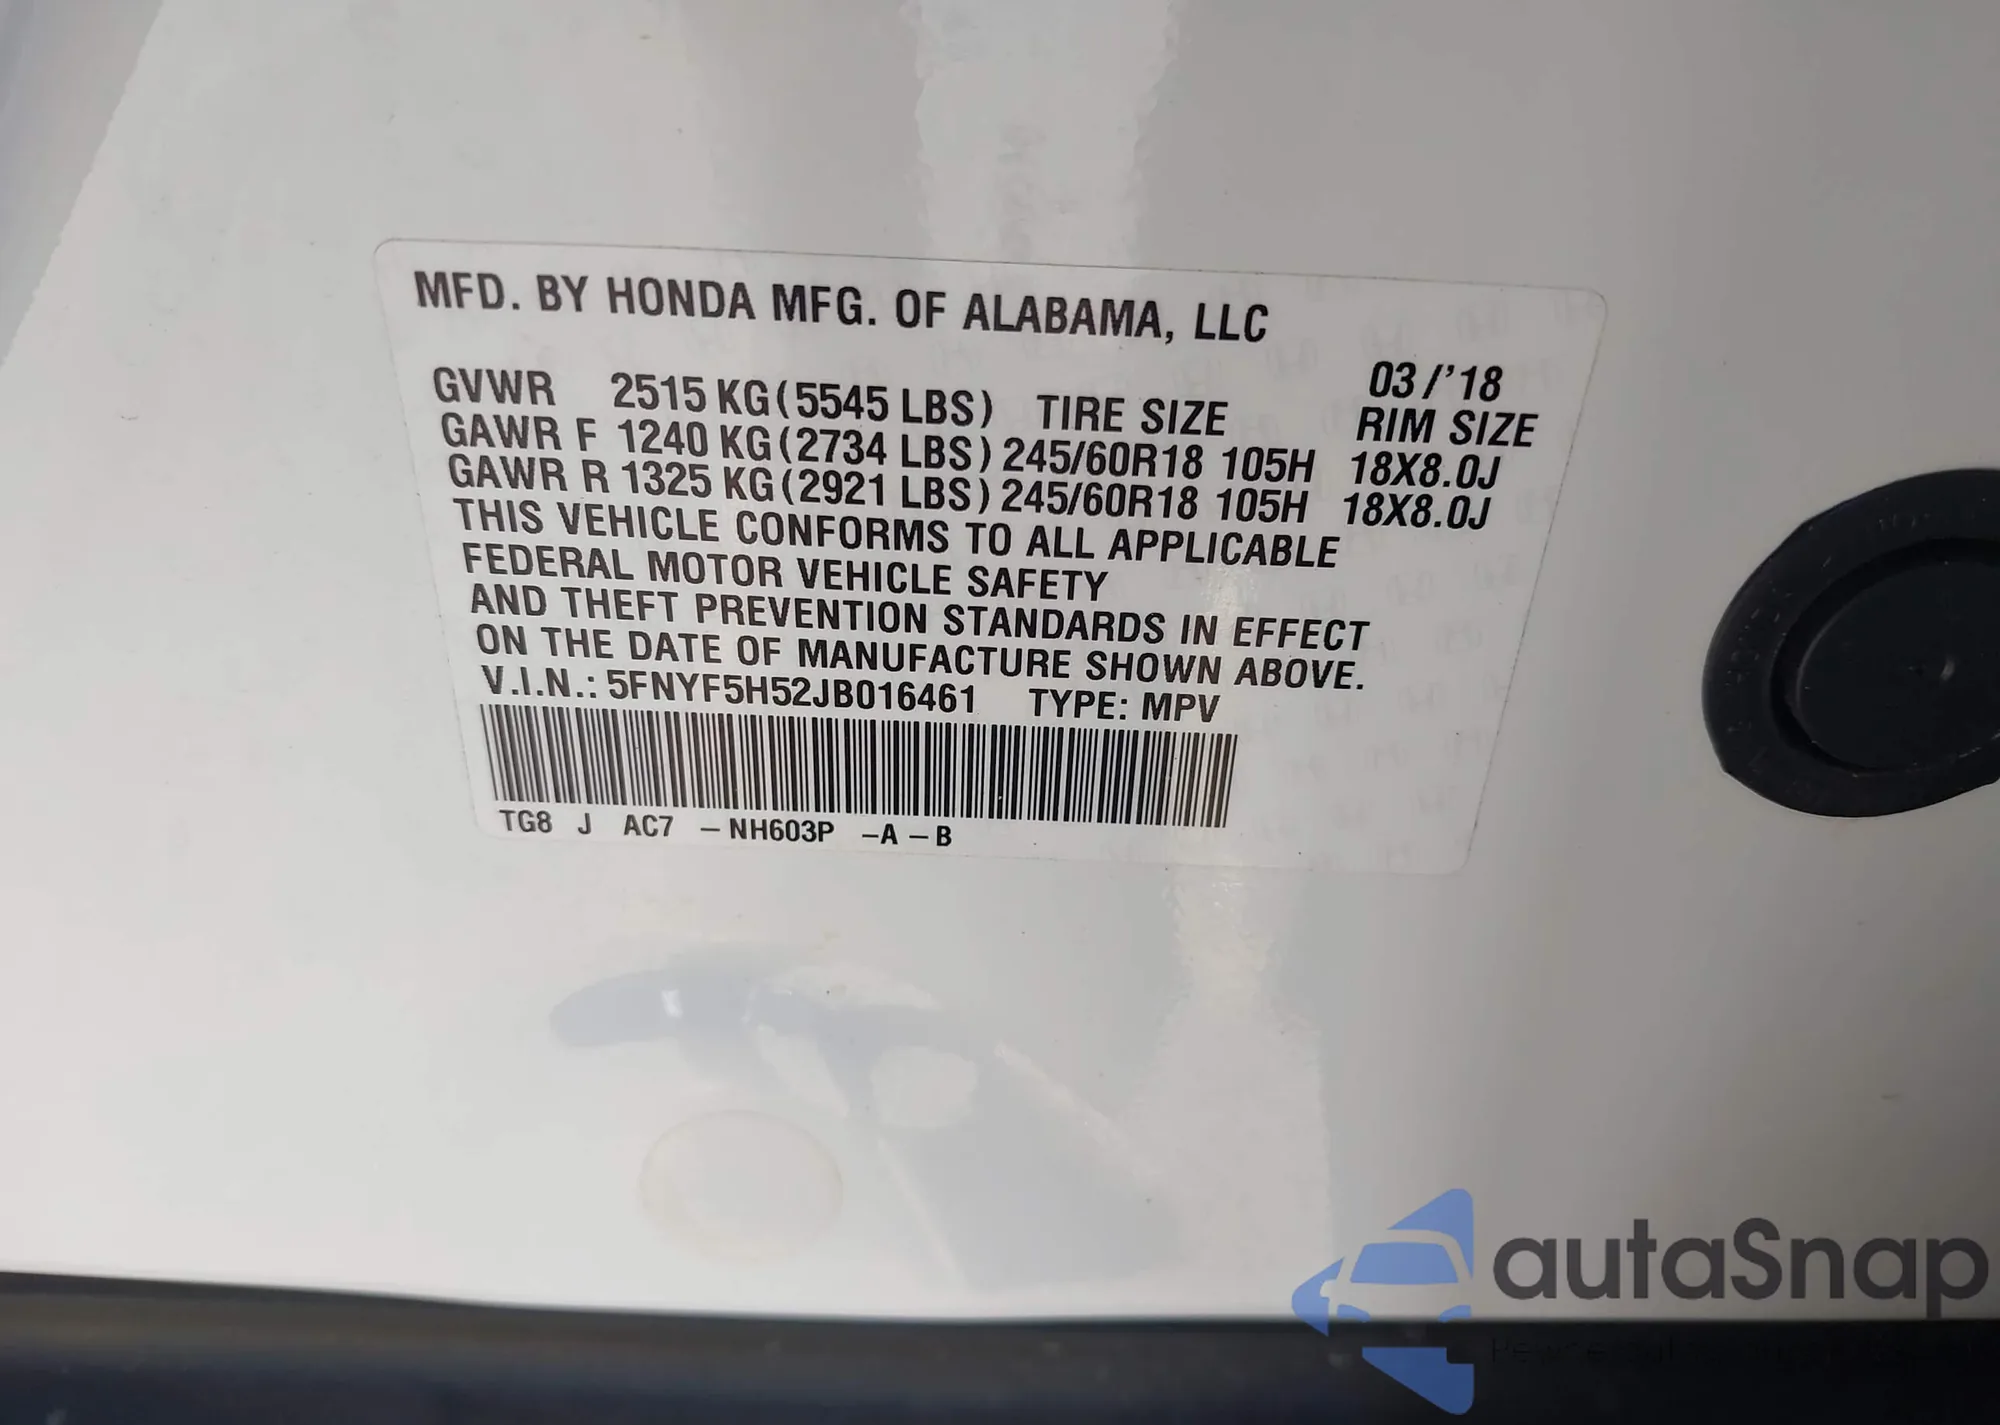 MFD. BY HONDA MFG. OF ALABAMA, LLC
03/'18
GVWR 2515 KG(5545 LBS) TIRE SIZE RIM SIZE
GAWR F 1240 KG(2734 LBS) 245/60R18 105H 18X8.0J
GAWR R 1325 KG(2921 LBS) 245/60R18 105H 18X8.0J
THIS VEHICLE CONFORMS TO ALL APPLICABLE
FEDERAL MOTOR VEHICLE SAFETY
AND THEFT PREVENTION STANDARDS IN EFFECT
ON THE DATE OF MANUFACTURE SHOWN ABOVE.
V.I.N.: 5FNYF5H52JB016461 TYPE: MPV
TG8 J AC7 –NH603P –A –B
autaSnap